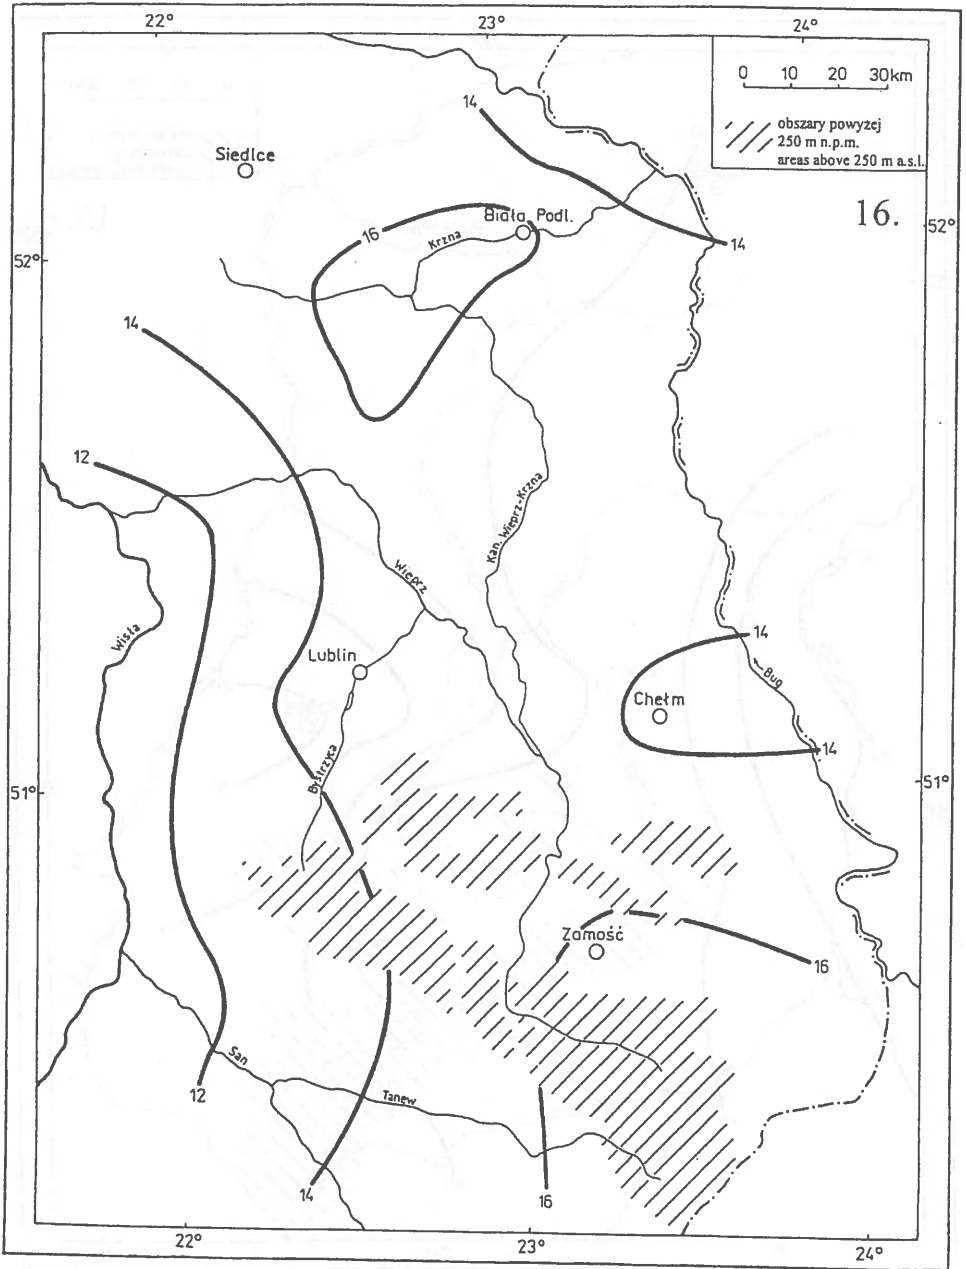 22°
23°
24°
0 10 20 30km
obszary powyżej
250 m n.p.m.
areas above 250 m a.s.l.
16.
14
Siedlce
Biała Podl.
16
Krzna
14
52°
52°
14
12
Kan. Wieprz-Krzna
Wieprz
Wisła
14
Lublin
Bug
Chełm
14
Bystrzyca
51°
51°
Zamość
16
San
12
Tanew
14
16
22°
23°
24°